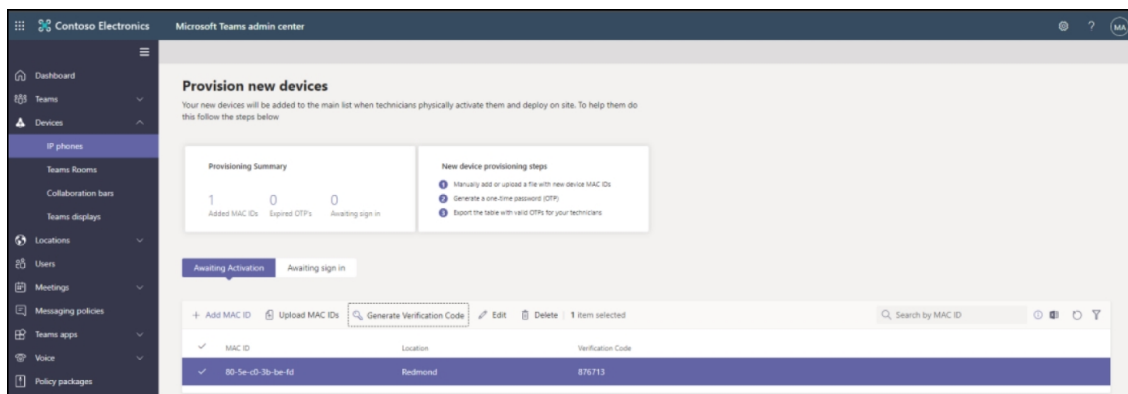 Contoso Electronics
Microsoft Teams admin center
?
MA
Dashboard
Teams
Devices
IP phones
Teams Rooms
Collaboration bars
Teams displays
Locations
Users
Meetings
Messaging policies
Teams apps
Voice
Policy packages
Provision new devices
Your new devices will be added to the main list when technicians physically activate them and deploy on site. To help them do
this follow the steps below
Provisioning Summary
1
Added MAC IDs
0
Expired OTP's
0
Awaiting sign in
New device provisioning steps
1 Manually add or upload a file with new device MAC IDs
2 Generate a one-time password (OTP)
3 Export the table with valid OTPs for your technicians
Awaiting Activation
Awaiting sign in
+ Add MAC ID
Upload MAC IDs
Generate Verification Code
Edit
Delete
1 item selected
Search by MAC ID
MAC ID
Location
Verification Code
80-5e-c0-3b-be-fd
Redmond
876713